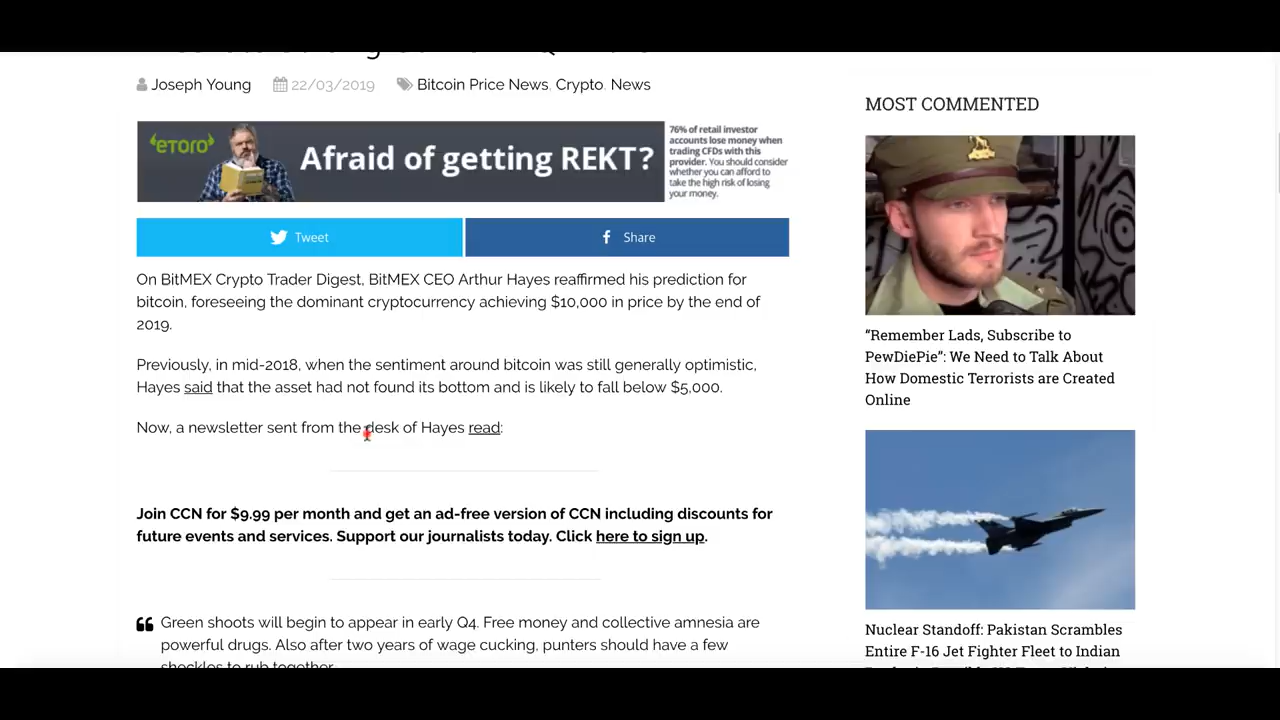 Joseph Young 22/03/2019 Bitcoin Price News, Crypto, News
eToro
Afraid of getting REKT?
76% of retail investor
accounts lose money when
trading CFDs with this
provider. You should consider
whether you can afford to
take the high risk of losing
your money.
Tweet
Share
On BitMEX Crypto Trader Digest, BitMEX CEO Arthur Hayes reaffirmed his prediction for
bitcoin, foreseeing the dominant cryptocurrency achieving $10,000 in price by the end of
2019.
Previously, in mid-2018, when the sentiment around bitcoin was still generally optimistic,
Hayes said that the asset had not found its bottom and is likely to fall below $5,000.
Now, a newsletter sent from the desk of Hayes read:
Join CCN for $9.99 per month and get an ad-free version of CCN including discounts for
future events and services. Support our journalists today. Click here to sign up.
Green shoots will begin to appear in early Q4. Free money and collective amnesia are
powerful drugs. Also after two years of wage cucking, punters should have a few
shockles to rub together
MOST COMMENTED
“Remember Lads, Subscribe to
PewDiePie”: We Need to Talk About
How Domestic Terrorists are Created
Online
Nuclear Standoff: Pakistan Scrambles
Entire F-16 Jet Fighter Fleet to Indian